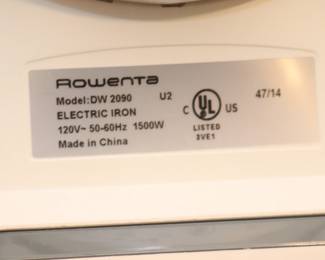 Rowenta
Model:DW 2090 U2
ELECTRIC IRON
120V~ 50-60Hz 1500W
Made in China
C UL US
LISTED
3VE1
47/14